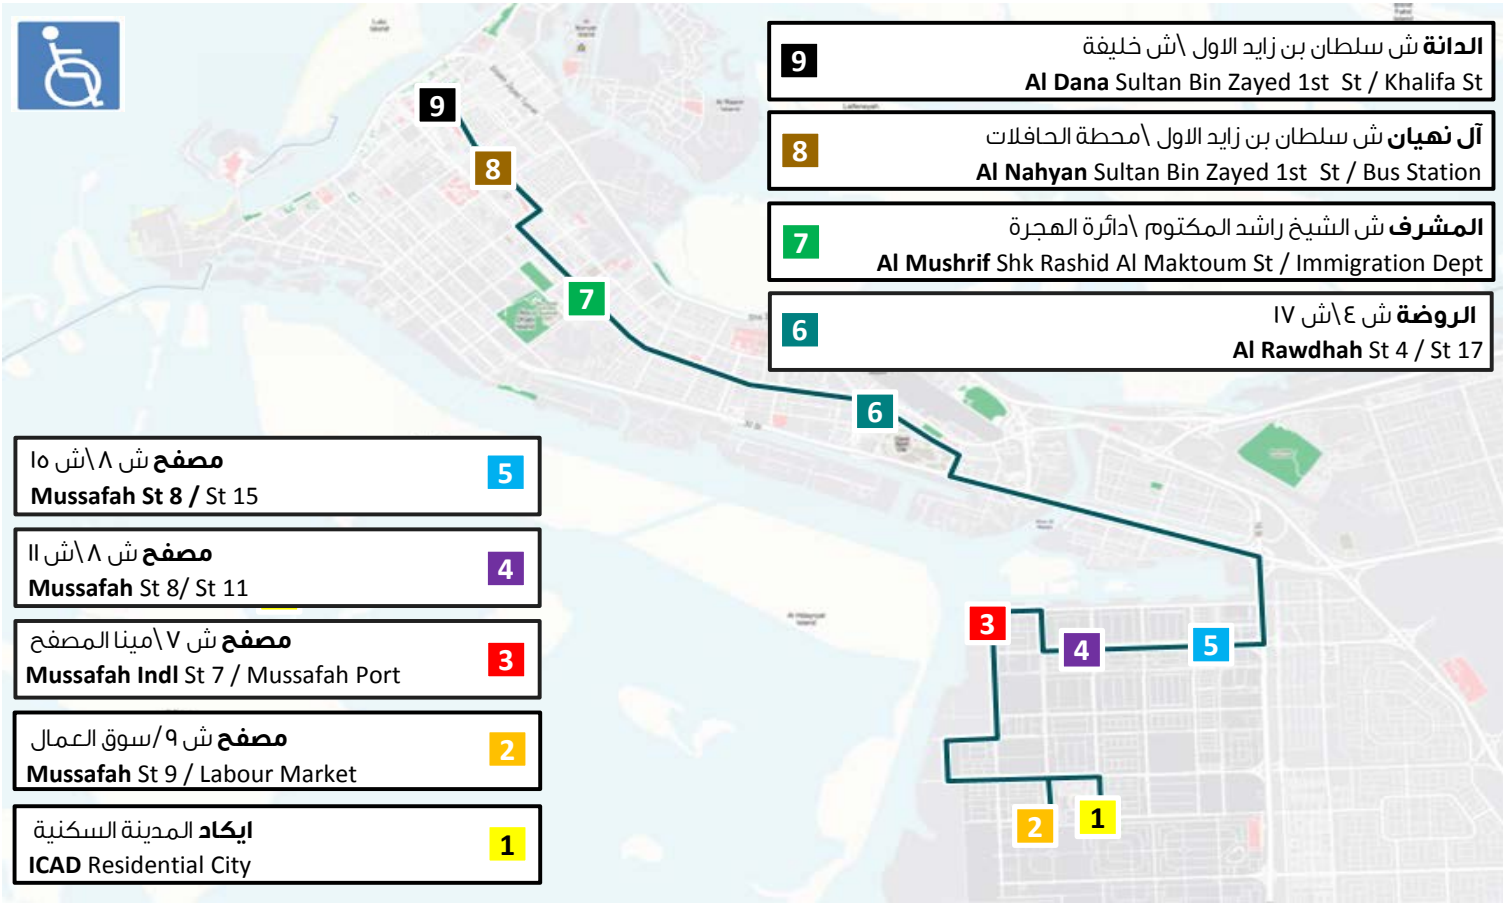 9
الدانة ش سلطان بن زايد الاول \ش خليفة
Al Dana Sultan Bin Zayed 1st St / Khalifa St
8
آل نهيان ش سلطان بن زايد الاول \محطة الحافلات
Al Nahyan Sultan Bin Zayed 1st St / Bus Station
7
المشرف ش الشيخ راشد المكتوم \دائرة الهجرة
Al Mushrif Shk Rashid Al Maktoum St / Immigration Dept
6
الروضة ش ٤\ش ١٧
Al Rawdhah St 4 / St 17
5
مصفح ش ٨\ش ١٥
Mussafah St 8 / St 15
4
مصفح ش ٨\ش ١١
Mussafah St 8/ St 11
3
مصفح ش ٧\مينا المصفح
Mussafah Indl St 7 / Mussafah Port
2
مصفح ش ٩/سوق العمال
Mussafah St 9 / Labour Market
1
ايكاد المدينة السكنية
ICAD Residential City
9
8
7
6
3
4
5
2
1